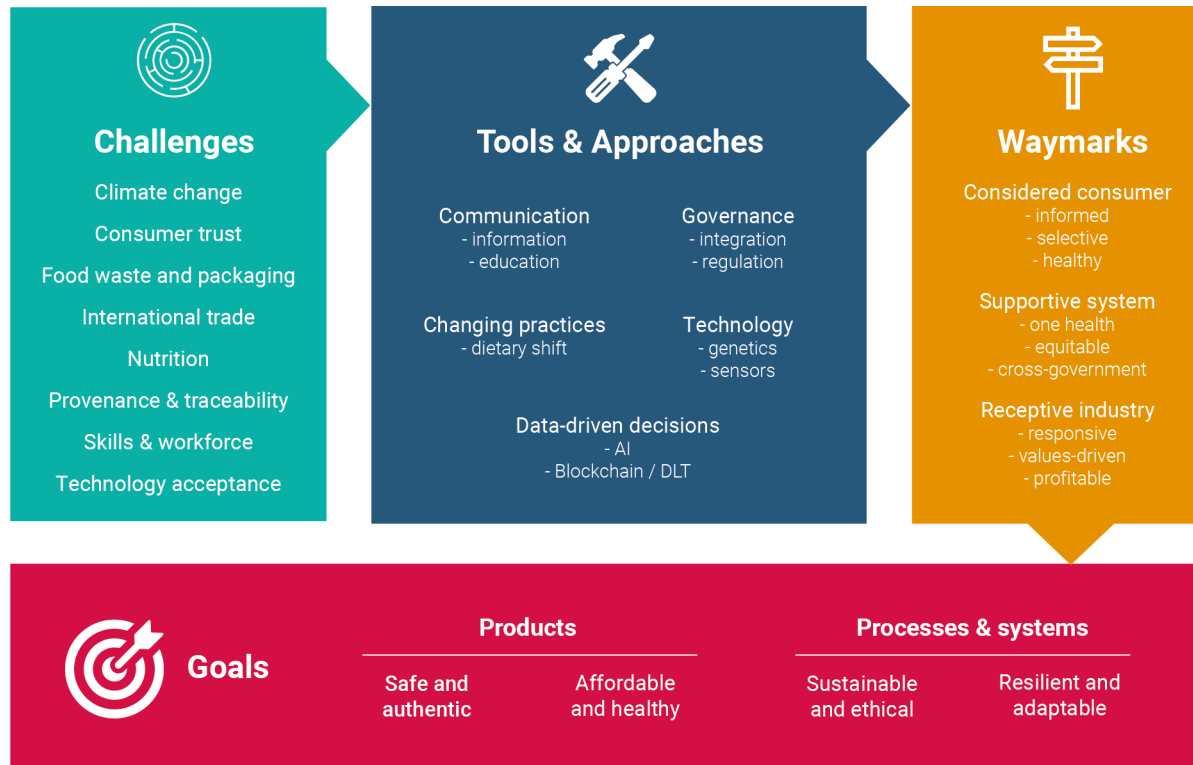 Challenges
Climate change
Consumer trust
Food waste and packaging
International trade
Nutrition
Provenance & traceability
Skills & workforce
Technology acceptance
Tools & Approaches
Communication
- information
- education
Governance
- integration
- regulation
Changing practices
- dietary shift
Technology
- genetics
- sensors
Data-driven decisions
- AI
- Blockchain / DLT
Waymarks
Considered consumer
- informed
- selective
- healthy
Supportive system
- one health
- equitable
- cross-government
Receptive industry
- responsive
- values-driven
- profitable
Goals
Products
Safe and
authentic
Affordable
and healthy
Processes & systems
Sustainable
and ethical
Resilient and
adaptable